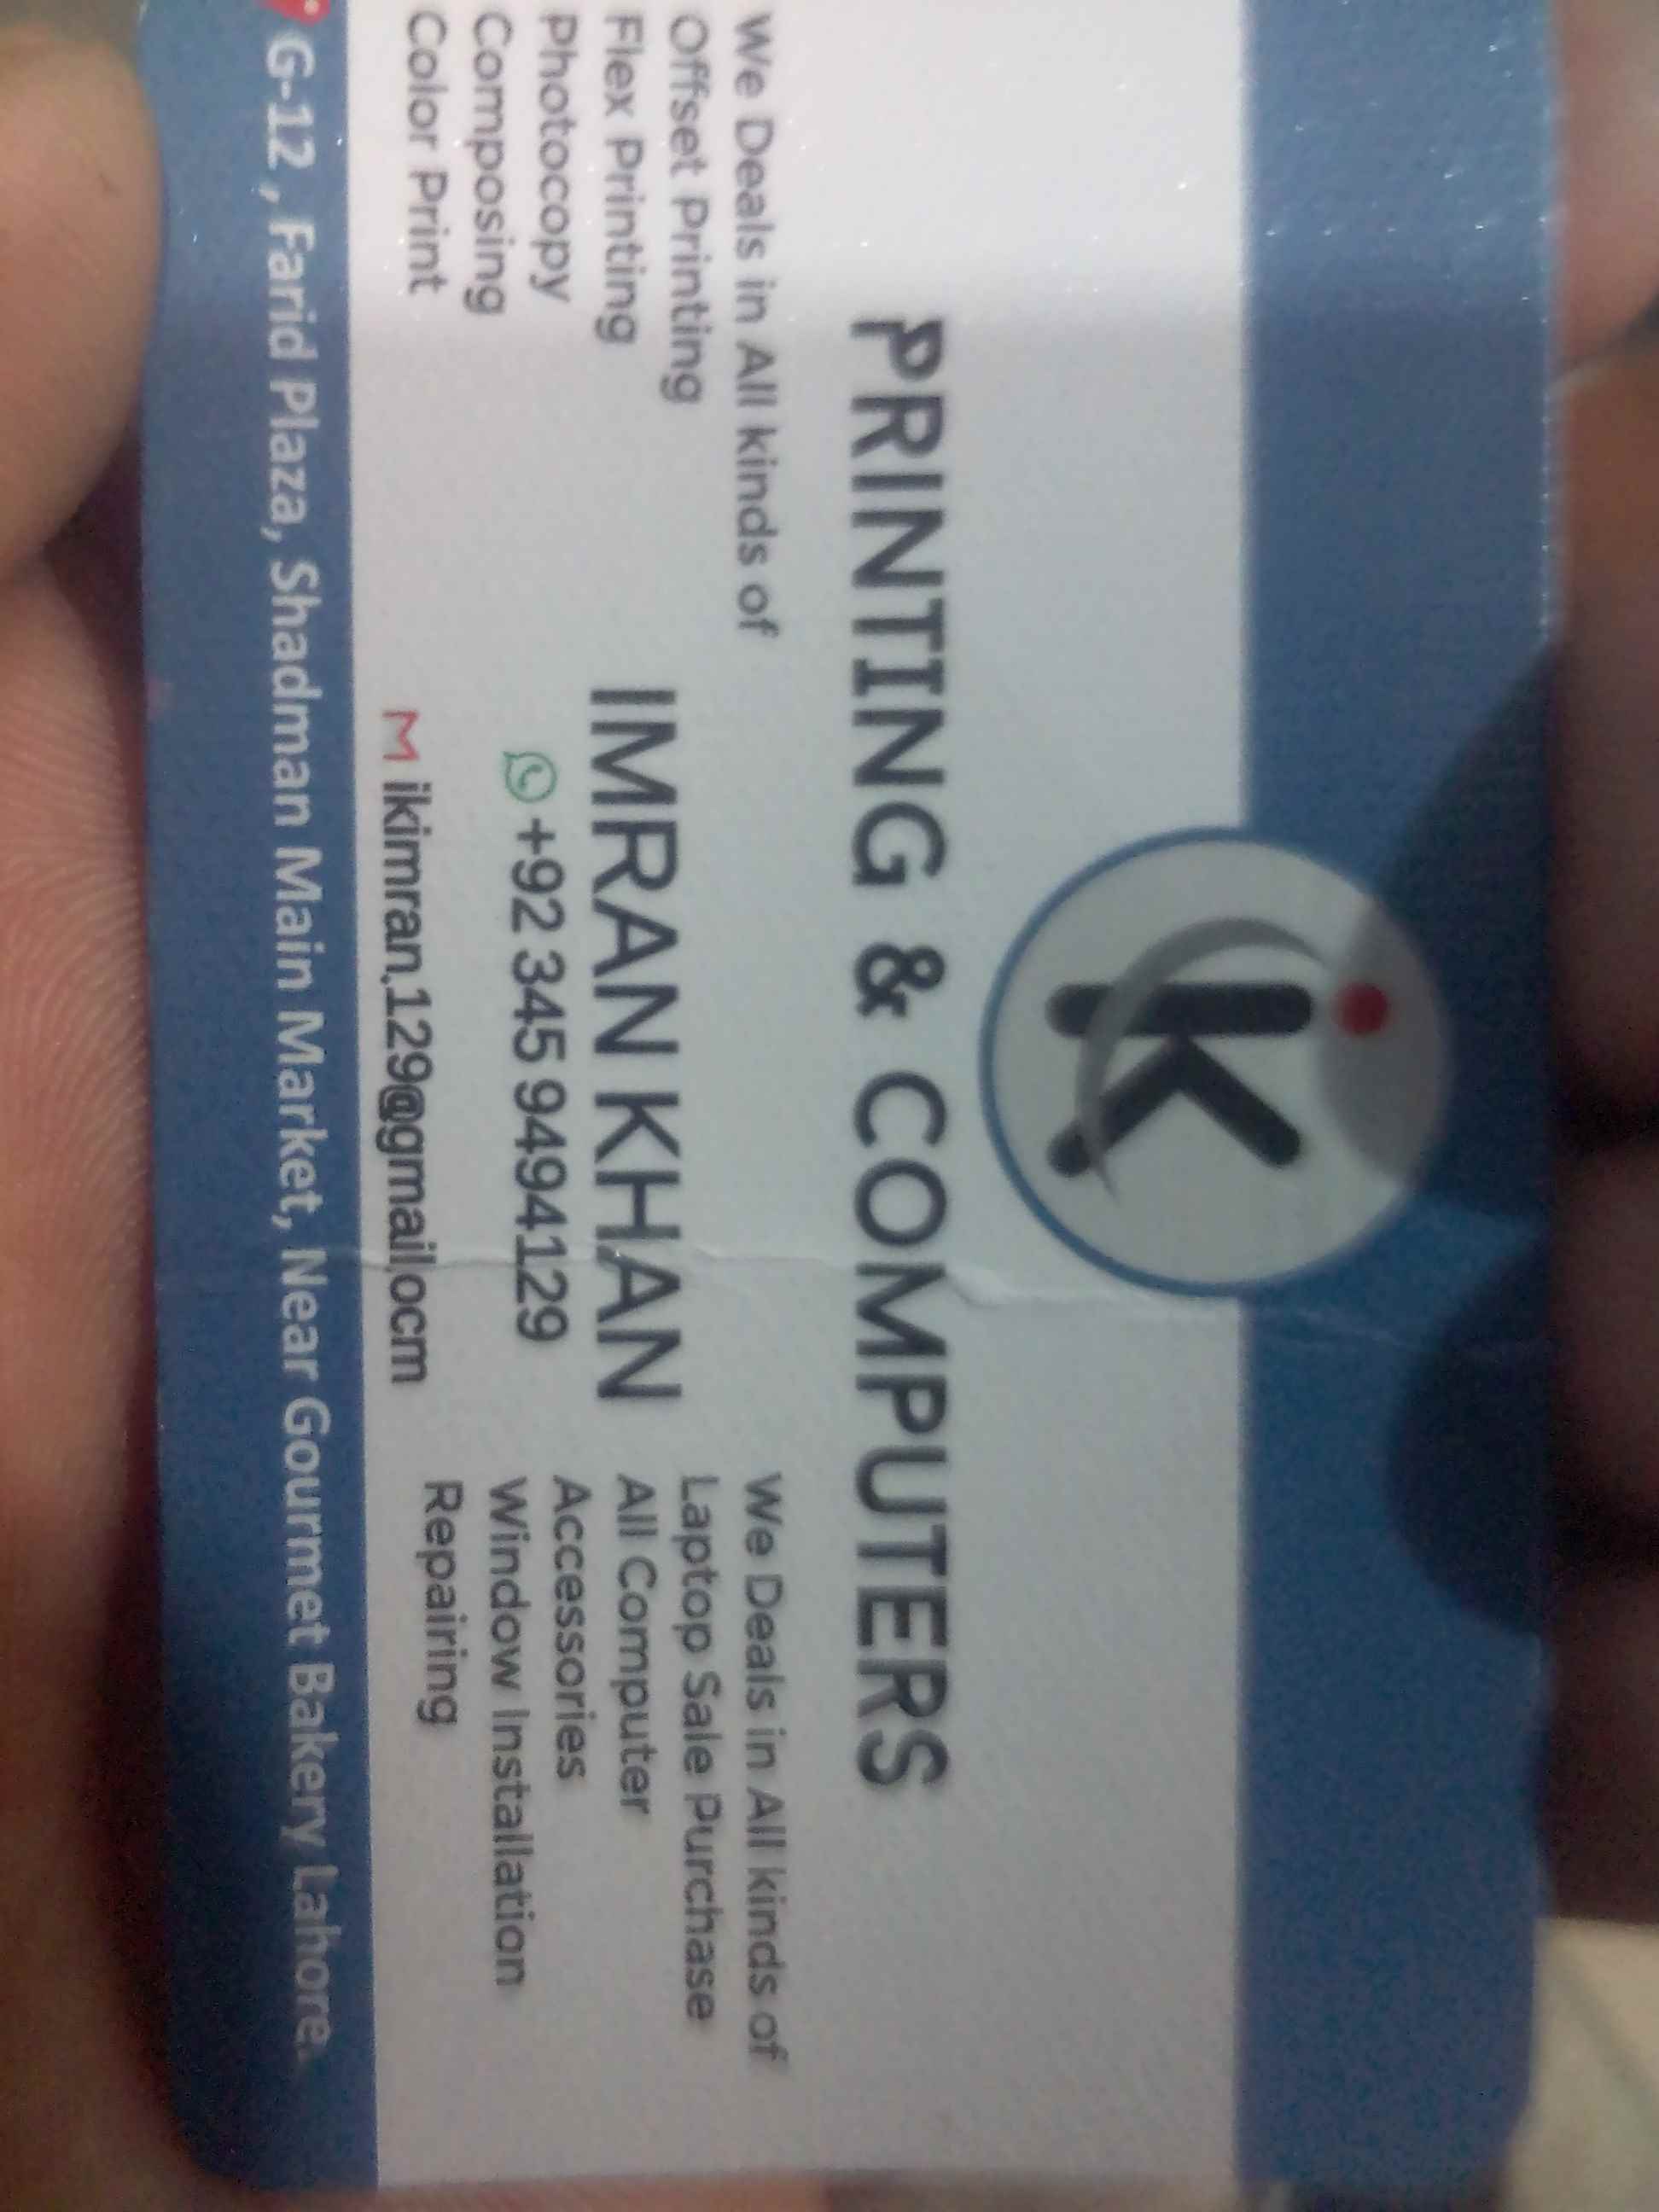 IK
PRINTING & COMPUTERS
We Deals in All kinds of
Offset Printing
Flex Printing
Photocopy
Composing
Color Print
IMRAN KHAN
+92 345 9494129
ikimran.129@gmail.ocm
We Deals in All kinds of
Laptop Sale Purchase
All Computer
Accessories
Window Installation
Repairing
G-12 , Farid Plaza, Shadman Main Market, Near Gourmet Bakery Lahore.